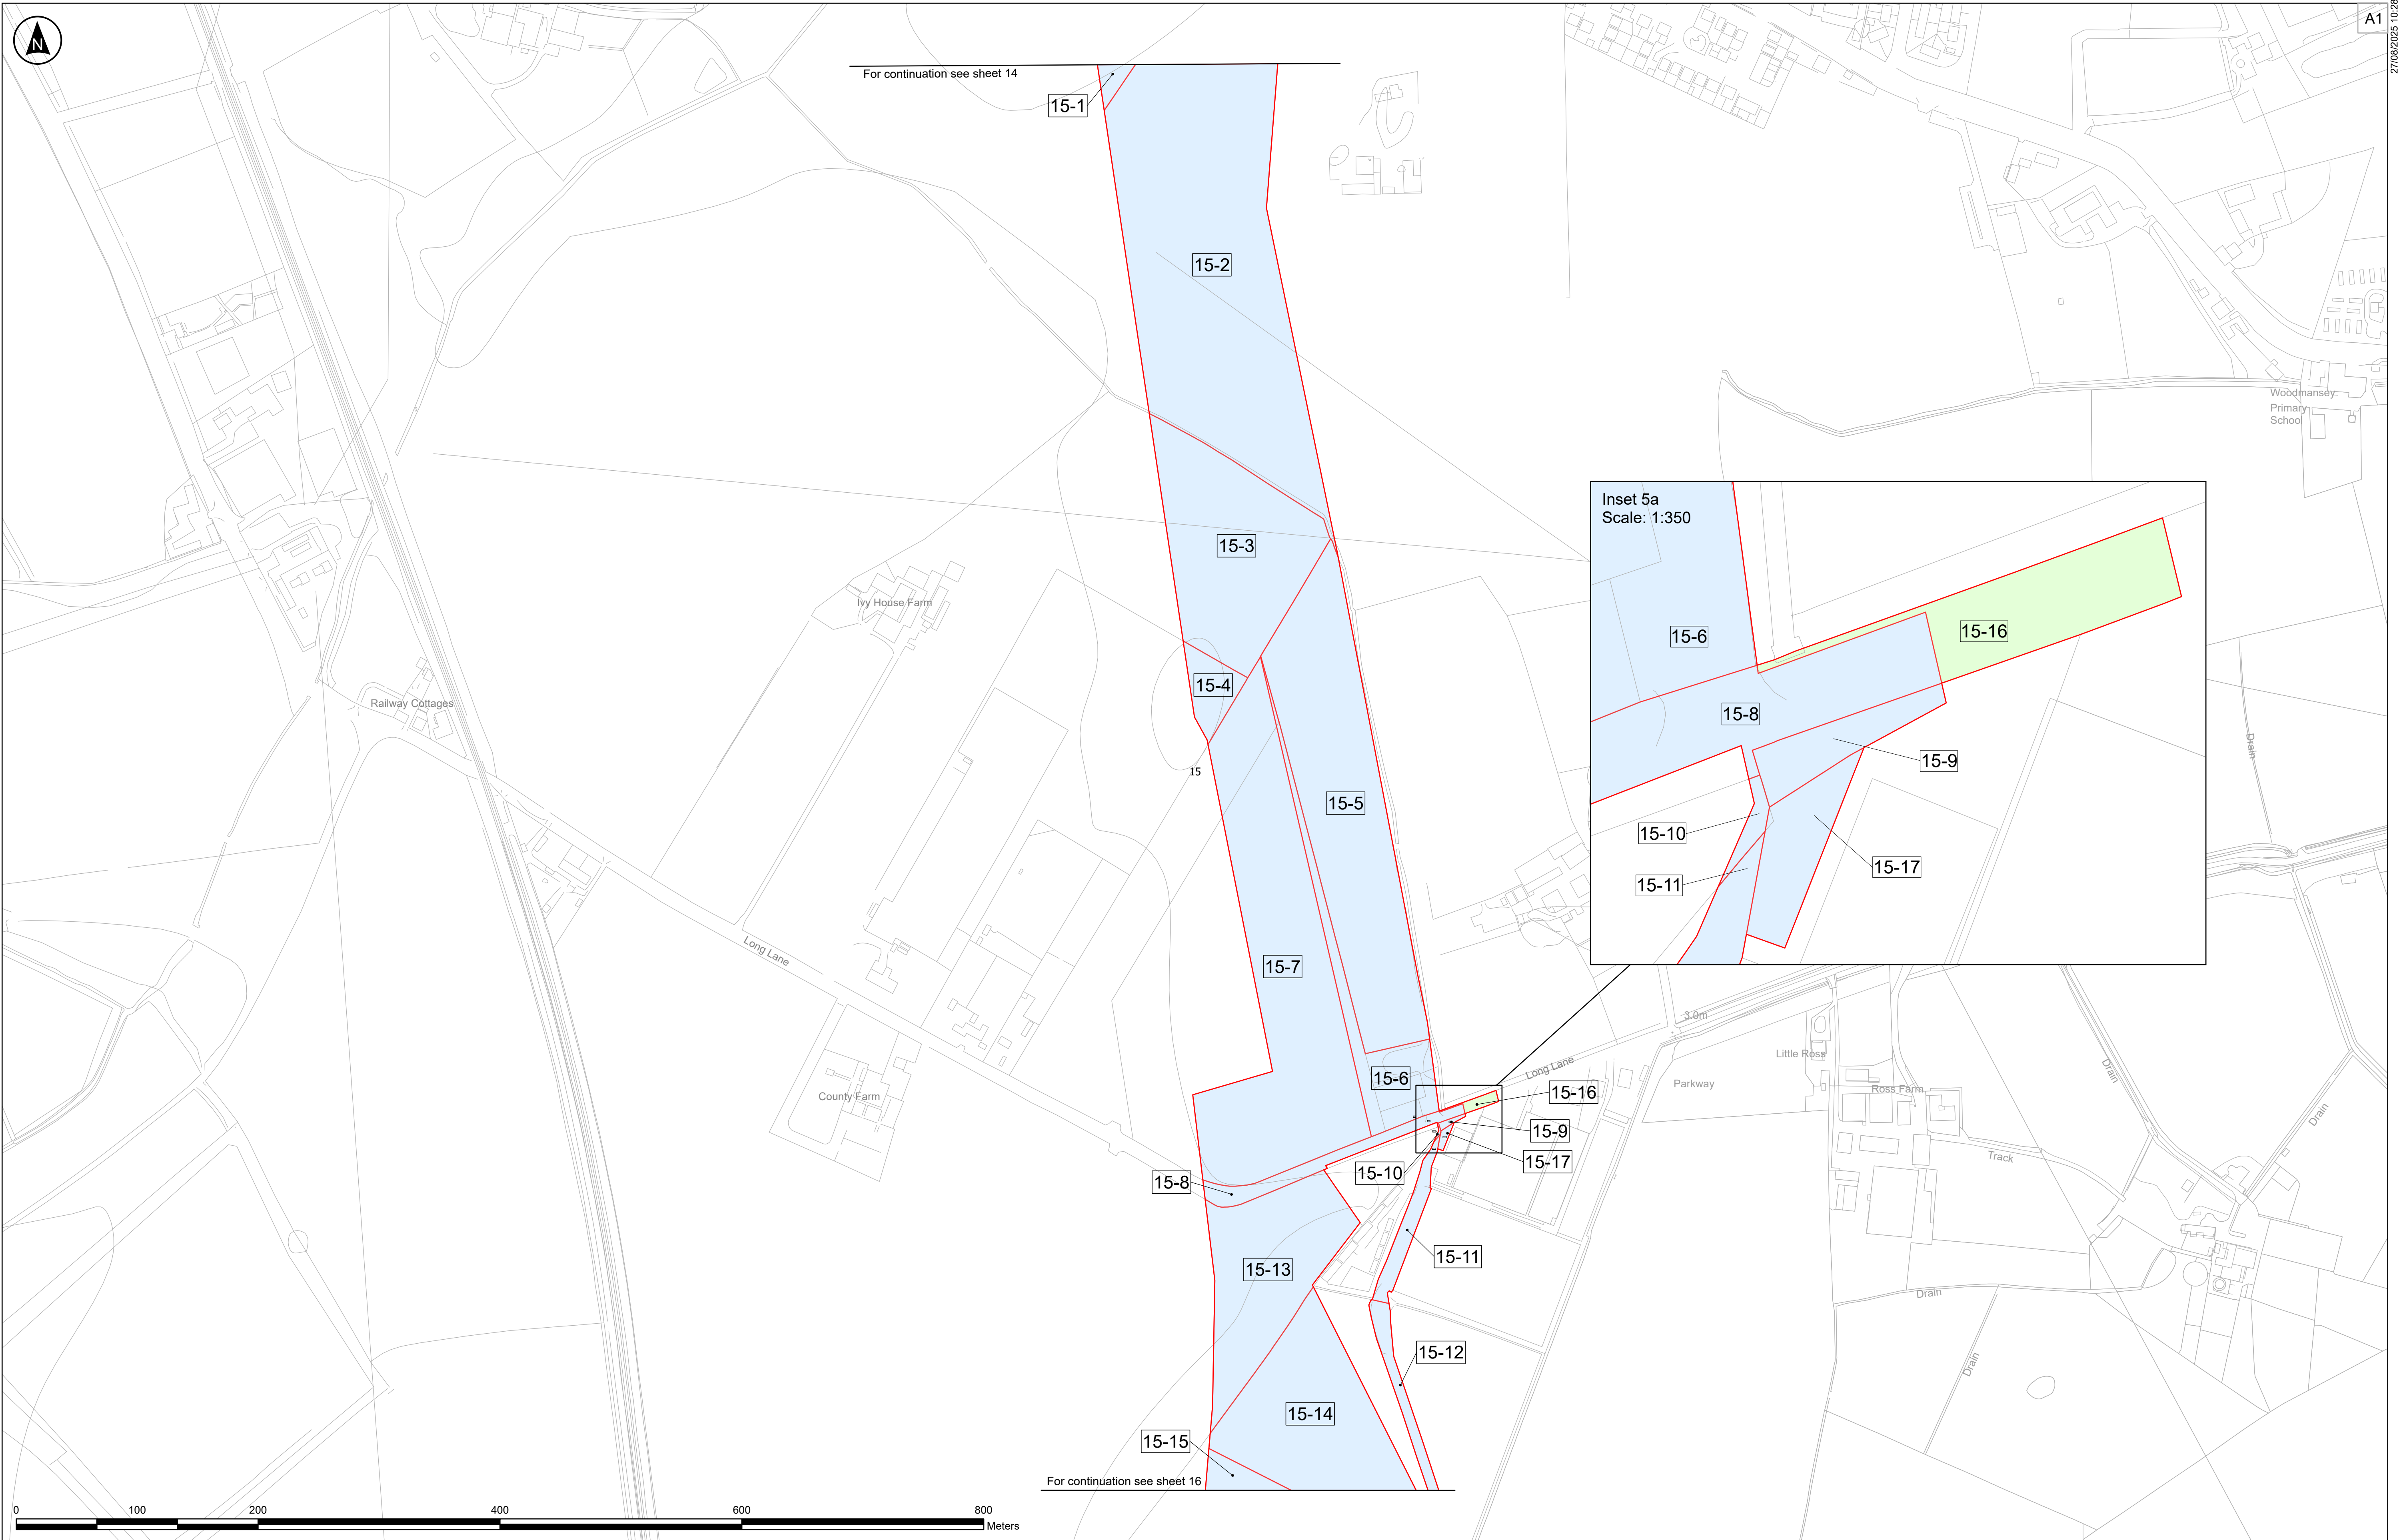 N
A1
27/08/2025 10:28
For continuation see sheet 14
15-1
15-2
Woodmansey
Primary
School
Inset 5a
Scale: 1:350
15-6
15-16
15-8
15-9
15-10
15-17
15-11
15-3
Ivy House Farm
15-4
Railway Cottages
15
15-5
Drain
Long Lane
15-7
3.0m
Little Ross
Long Lane
15-6
Parkway
Ross Farm
Drain
County Farm
15-16
Drain
15-9
15-10
15-17
Track
15-8
15-11
15-13
Drain
15-12
Drain
15-14
15-15
For continuation see sheet 16
0 100 200 400 600 800
Meters